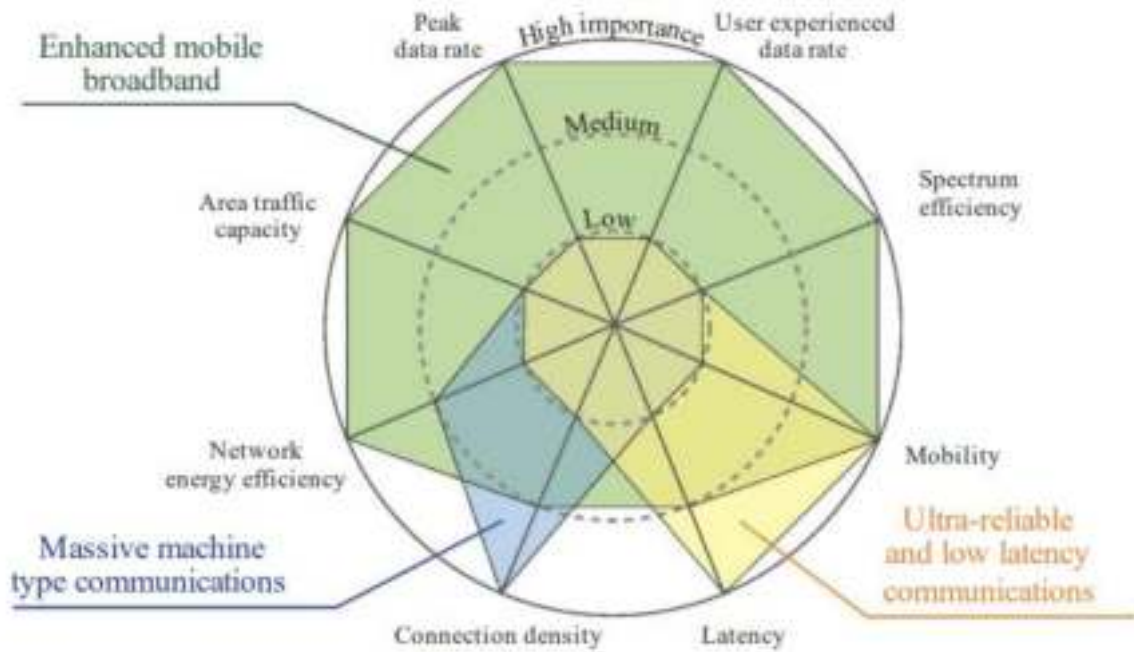 Peak
data rate
High importance
User experienced
data rate
Enhanced mobile
broadband
Medium
Area traffic
capacity
Low
Spectrum
efficiency
Network
energy efficiency
Mobility
Massive machine
type communications
Ultra-reliable
and low latency
communications
Connection density
Latency